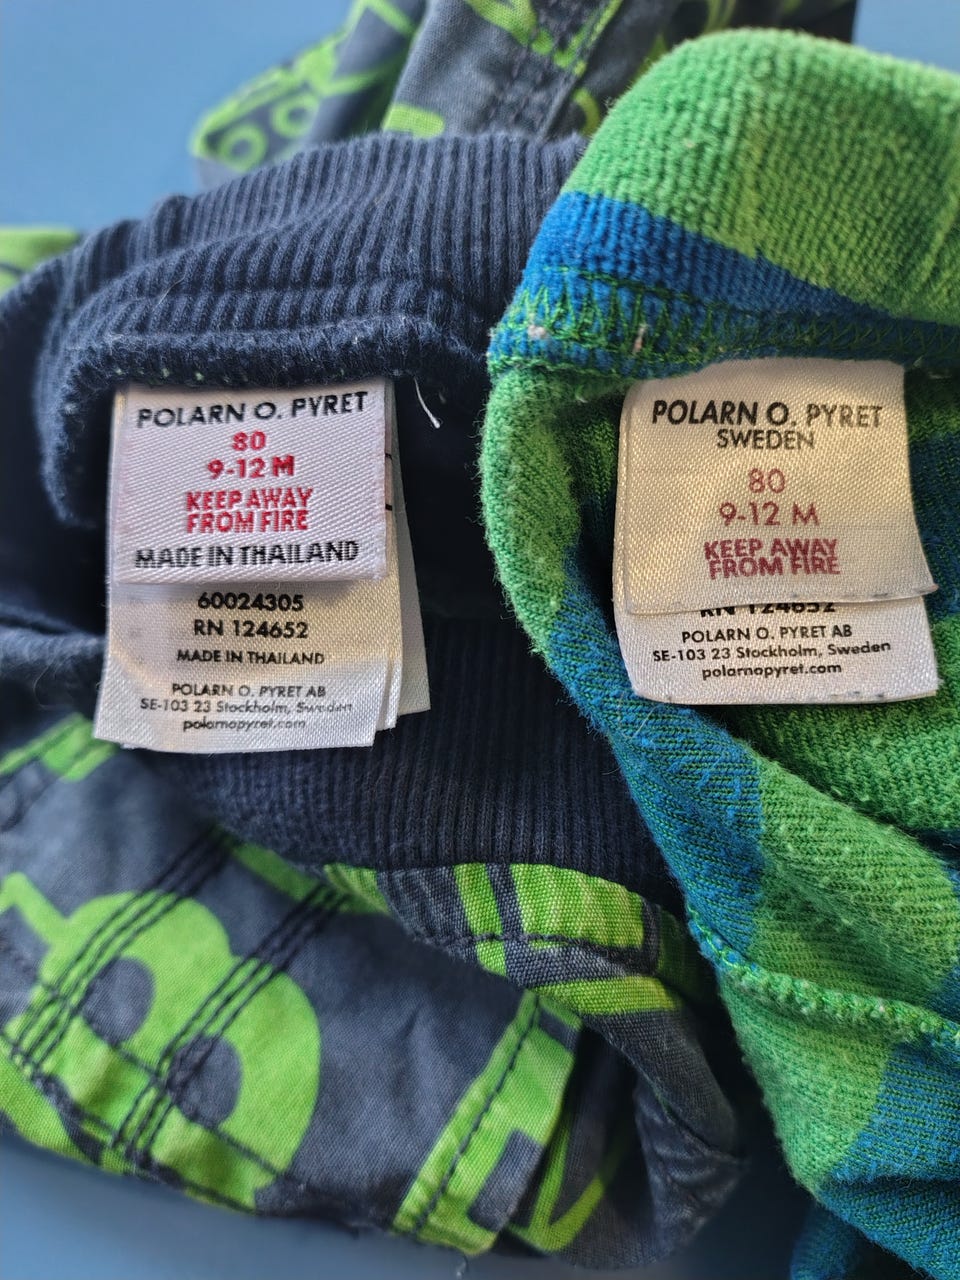 POLARN O. PYRET
80
9-12 M
KEEP AWAY
FROM FIRE
MADE IN THAILAND
60024305
RN 124652
MADE IN THAILAND
POLARN O. PYRET AB
SE-103 23 Stockholm, Sweden
polarnopyret.com
POLARN O. PYRET
SWEDEN
80
9-12 M
KEEP AWAY
FROM FIRE
RN 124652
POLARN O. PYRET AB
SE-103 23 Stockholm, Sweden
polarnopyret.com